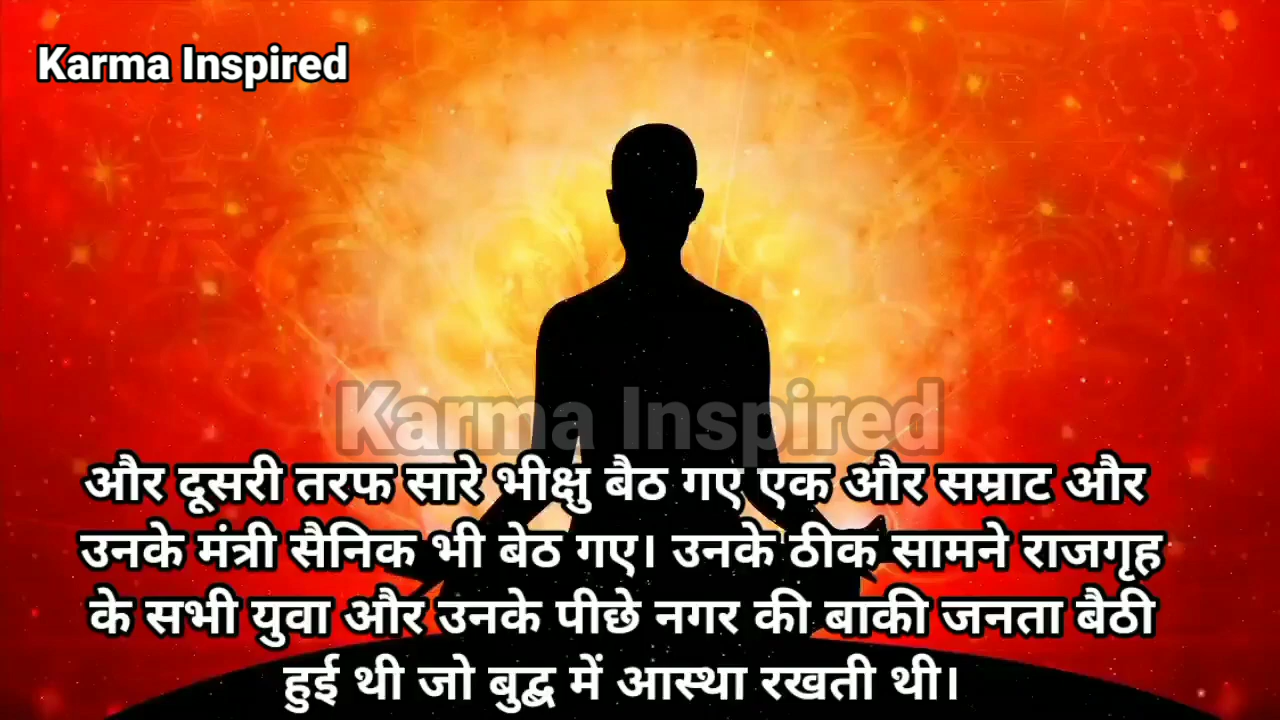 Karma Inspired
Karma Inspired
और दूसरी तरफ सारे भीक्षु बैठ गए एक और सम्राट और
उनके मंत्री सैनिक भी बेठ गए। उनके ठीक सामने राजगृह
के सभी युवा और उनके पीछे नगर की बाकी जनता बैठी
हुई थी जो बुद्ध में आस्था रखती थी।